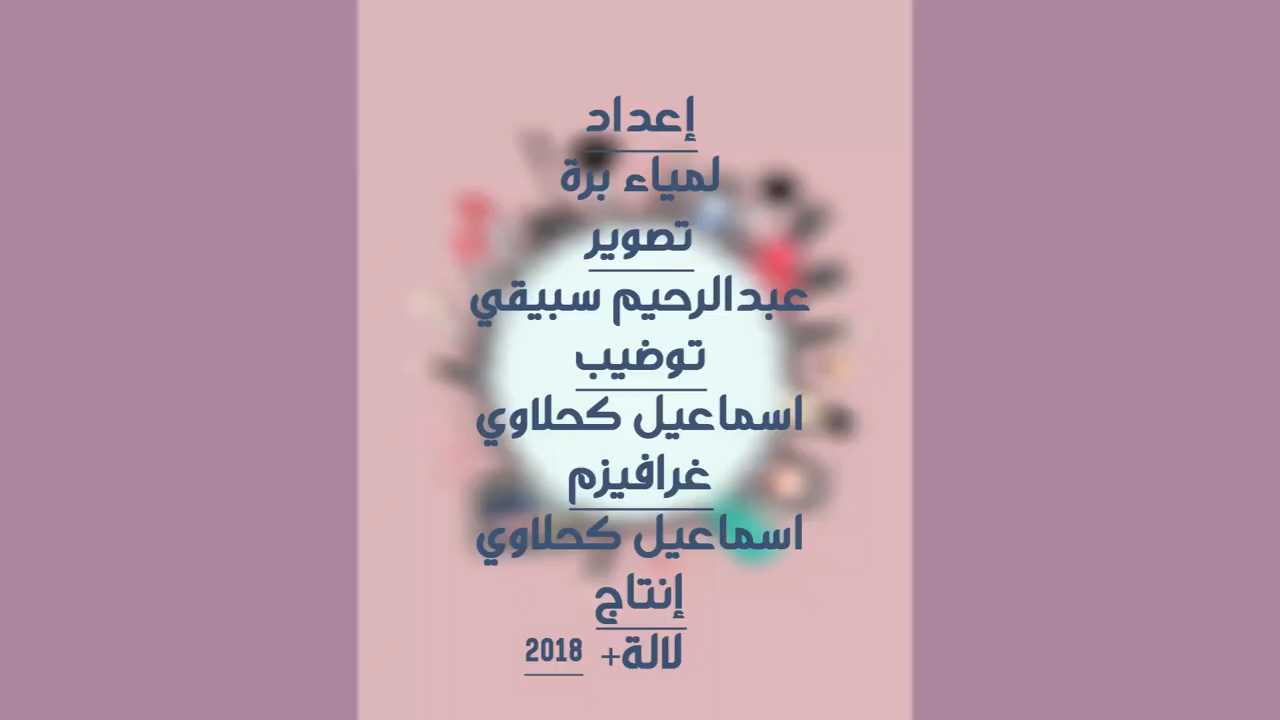 إعداد
لمياء برة
تصوير
عبدالرحيم سبيقي
توضيب
اسماعيل كحلاوي
غرافيزم
اسماعيل كحلاوي
إنتاج
لالة+ 2018